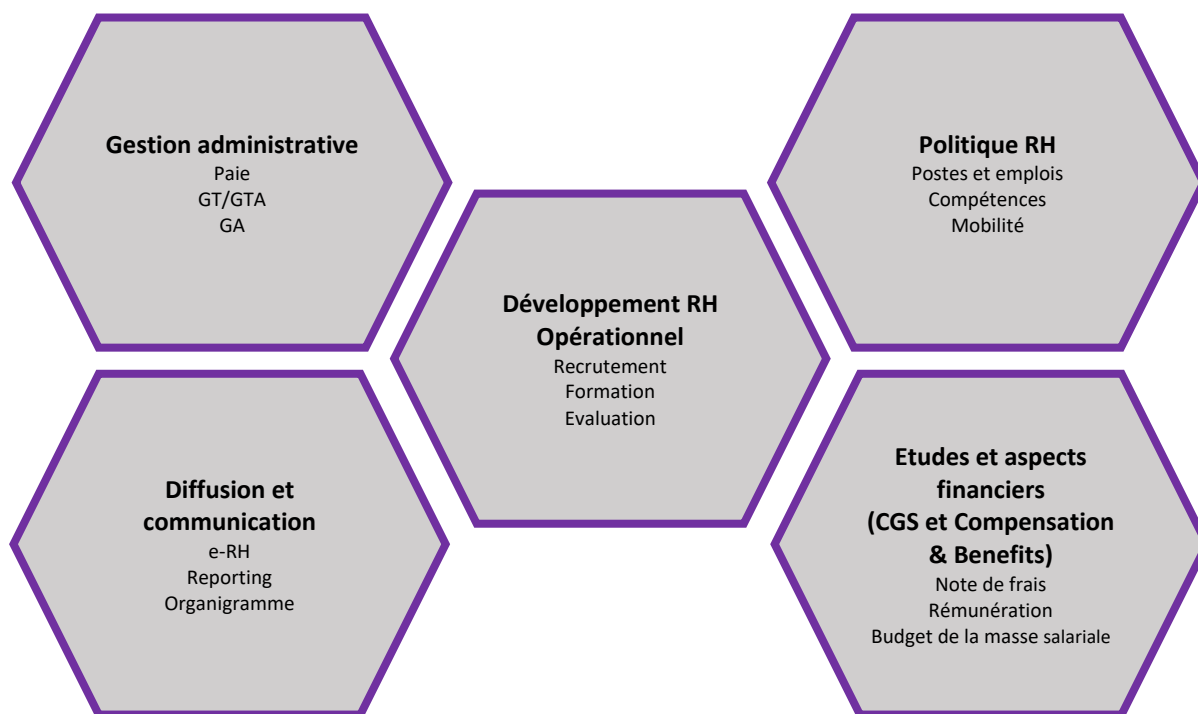 Gestion administrative
Paie
GT/GTA
GA
Politique RH
Postes et emplois
Compétences
Mobilité
Développement RH
Opérationnel
Recrutement
Formation
Evaluation
Diffusion et
communication
e-RH
Reporting
Organigramme
Etudes et aspects
financiers
(CGS et Compensation
& Benefits)
Note de frais
Rémunération
Budget de la masse salariale